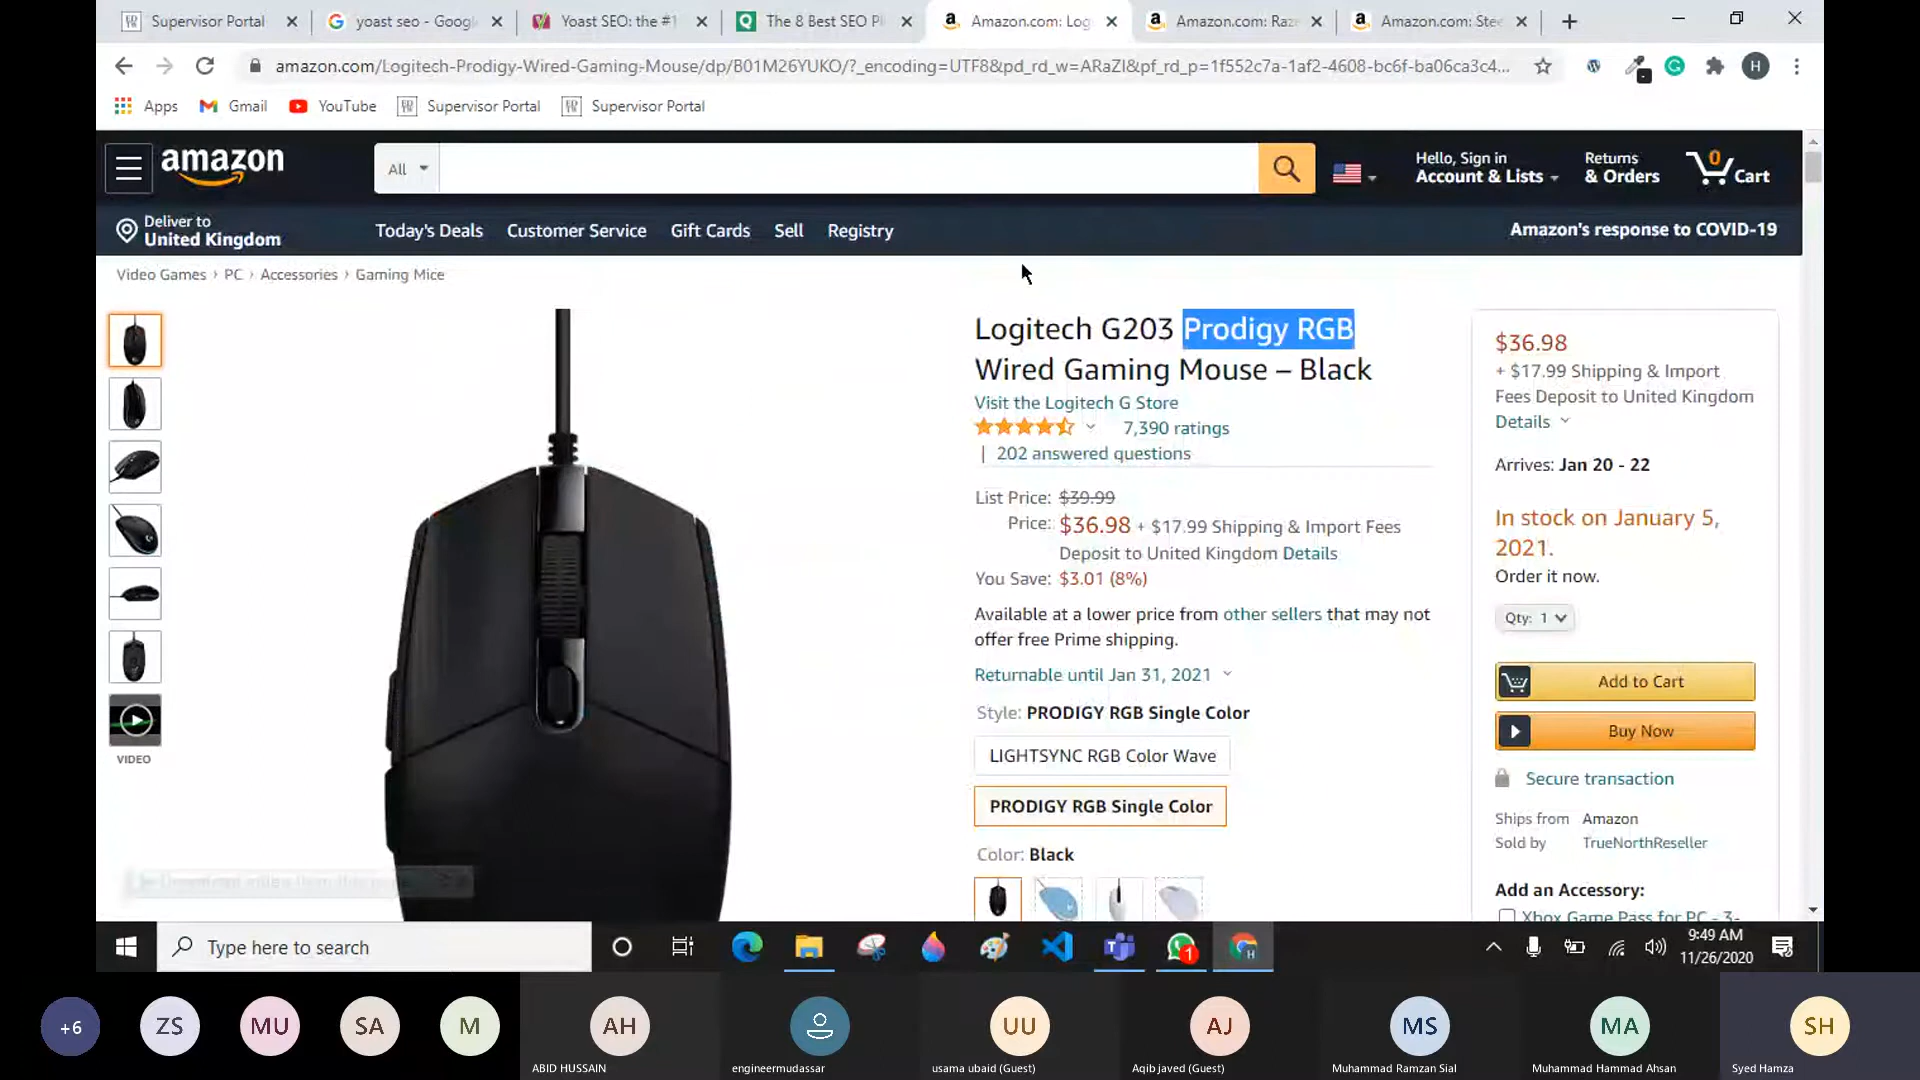 Supervisor Portal
yoast seo - Googl
Yoast SEO: the #1
The 8 Best SEO Pl
Amazon.com: Log
Amazon.com: Raze
Amazon.com: Stee
amazon.com/Logitech-Prodigy-Wired-Gaming-Mouse/dp/B01M26YUKO/?_encoding=UTF8&pd_rd_w=ARaZI&pf_rd_p=1f552c7a-1af2-4608-bc6f-ba06ca3c4...
H
Apps
Gmail
YouTube
Supervisor Portal
Supervisor Portal
amazon
All
Hello, Sign in
Account & Lists
Returns
& Orders
0
Cart
Deliver to
United Kingdom
Today's Deals
Customer Service
Gift Cards
Sell
Registry
Amazon's response to COVID-19
Video Games › PC › Accessories › Gaming Mice
VIDEO
Logitech G203 Prodigy RGB
Wired Gaming Mouse – Black
Visit the Logitech G Store
7,390 ratings
| 202 answered questions
List Price: $39.99
Price: $36.98 + $17.99 Shipping & Import Fees
Deposit to United Kingdom Details
You Save: $3.01 (8%)
Available at a lower price from other sellers that may not
offer free Prime shipping.
Returnable until Jan 31, 2021
Style: PRODIGY RGB Single Color
LIGHTSYNC RGB Color Wave
PRODIGY RGB Single Color
Color: Black
$36.98
+ $17.99 Shipping & Import
Fees Deposit to United Kingdom
Details
Arrives: Jan 20 - 22
In stock on January 5,
2021.
Order it now.
Qty: 1
Add to Cart
Buy Now
Secure transaction
Ships from Amazon
Sold by TrueNorthReseller
Add an Accessory:
Xbox Game Pass for PC - 3-
Type here to search
1
H
9:49 AM
11/26/2020
+6
ZS
MU
SA
M
AH
ABID HUSSAIN
engineermudassar
UU
usama ubaid (Guest)
AJ
Aqib javed (Guest)
MS
Muhammad Ramzan Sial
MA
Muhammad Hammad Ahsan
SH
Syed Hamza